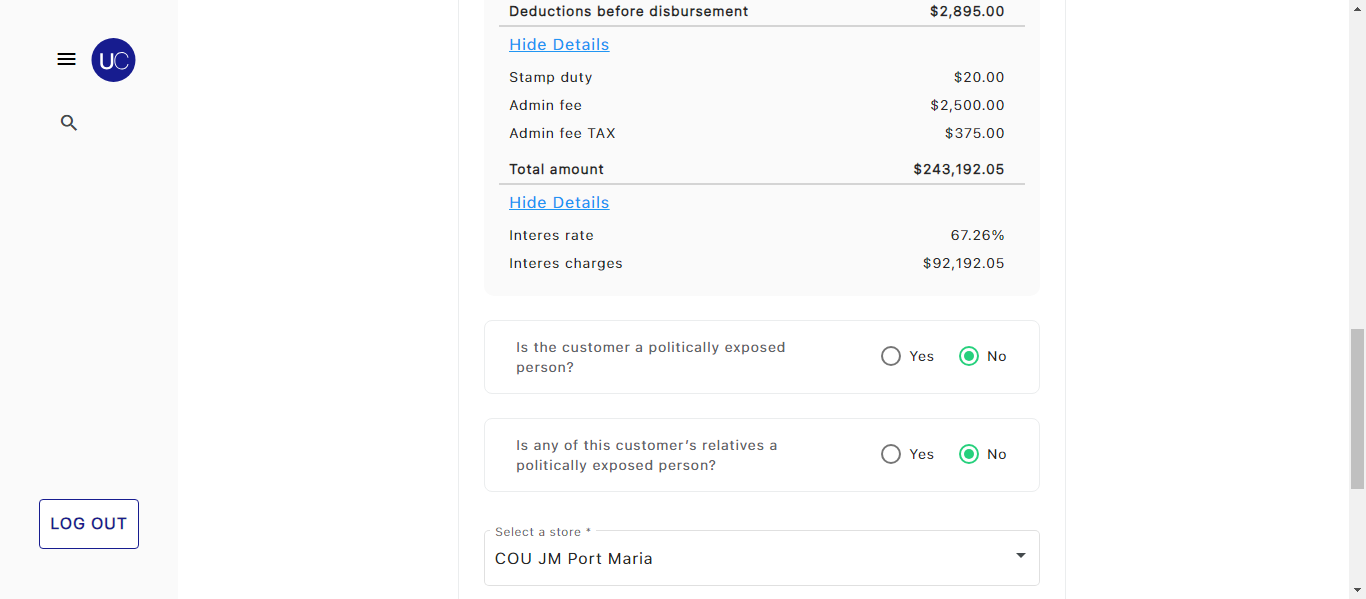 Deductions before disbursement $2,895.00
UC
Hide Details
Stamp duty $20.00
Admin fee $2,500.00
Admin fee TAX $375.00
Total amount $243,192.05
Hide Details
Interes rate 67.26%
Interes charges $92,192.05
Is the customer a politically exposed
person?
Yes No
Is any of this customer's relatives a
politically exposed person?
Yes No
LOG OUT
Select a store *
COU JM Port Maria